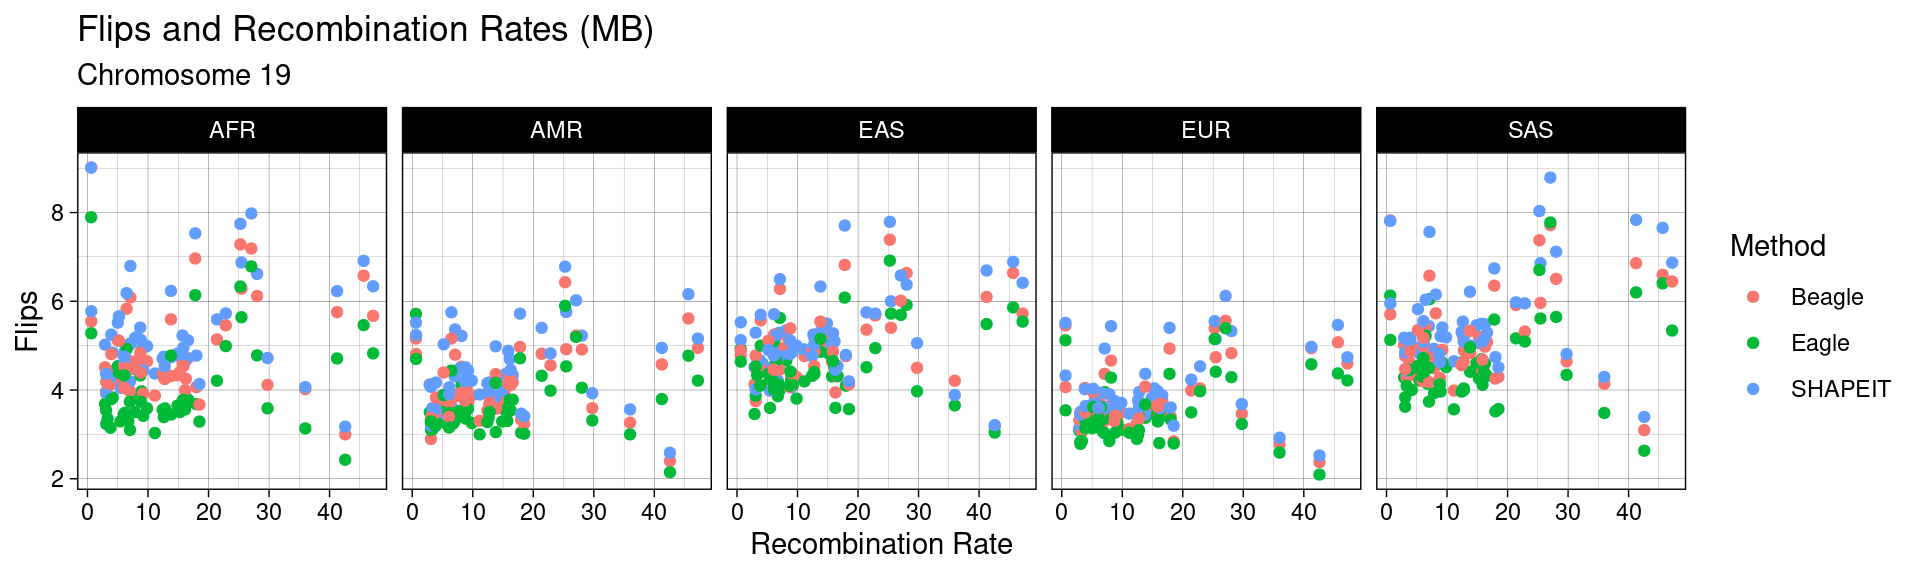 Flips and Recombination Rates (MB)
Chromosome 19
AFR
AMR
EAS
EUR
SAS
Flips
8
6
4
2
0 10 20 30 40
0 10 20 30 40
0 10 20 30 40
0 10 20 30 40
0 10 20 30 40
Recombination Rate
Method
Beagle
Eagle
SHAPEIT